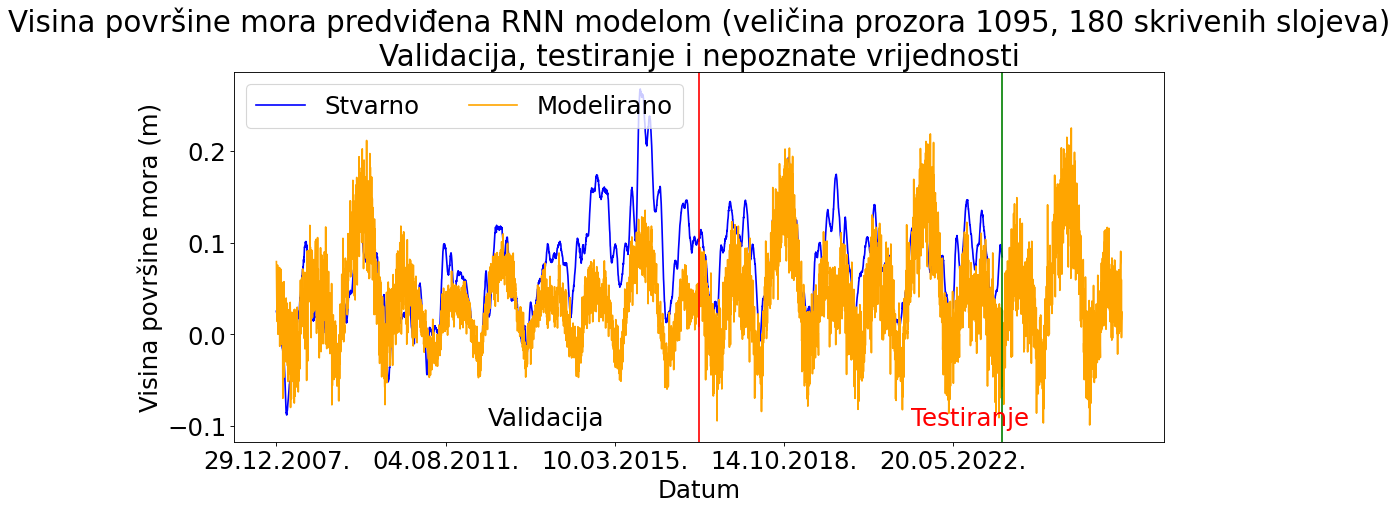 Visina površine mora predviđena RNN modelom (veličina prozora 1095, 180 skrivenih slojeva)
Validacija, testiranje i nepoznate vrijednosti
Stvarno Modelirano
Visina površine mora (m)
0.2
0.1
0.0
−0.1
Validacija Testiranje
29.12.2007. 04.08.2011. 10.03.2015. 14.10.2018. 20.05.2022.
Datum